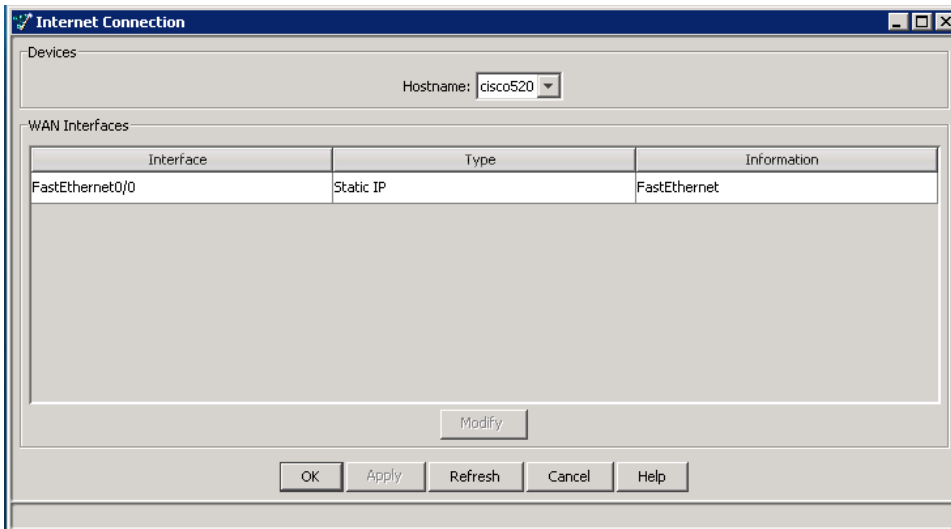 Internet Connection
Devices
Hostname: cisco520
WAN Interfaces
Interface Type Information
FastEthernet0/0 Static IP FastEthernet
Modify
OK Apply Refresh Cancel Help